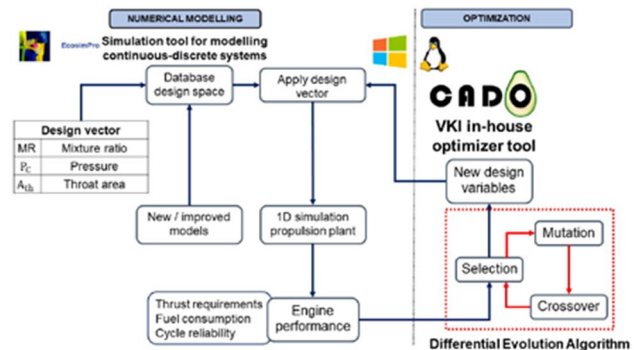 NUMERICAL MODELLING
OPTIMIZATION
EcosimPro
Simulation tool for modelling
continuous-discrete systems
Database
design space
Apply design
vector
CADO
VKI in-house
optimizer tool
Design vector
MR Mixture ratio
Pc Pressure
Ath Throat area
New design
variables
New / improved
models
1D simulation
propulsion plant
Mutation
Selection
Crossover
Thrust requirements
Fuel consumption
Cycle reliability
Engine
performance
Differential Evolution Algorithm